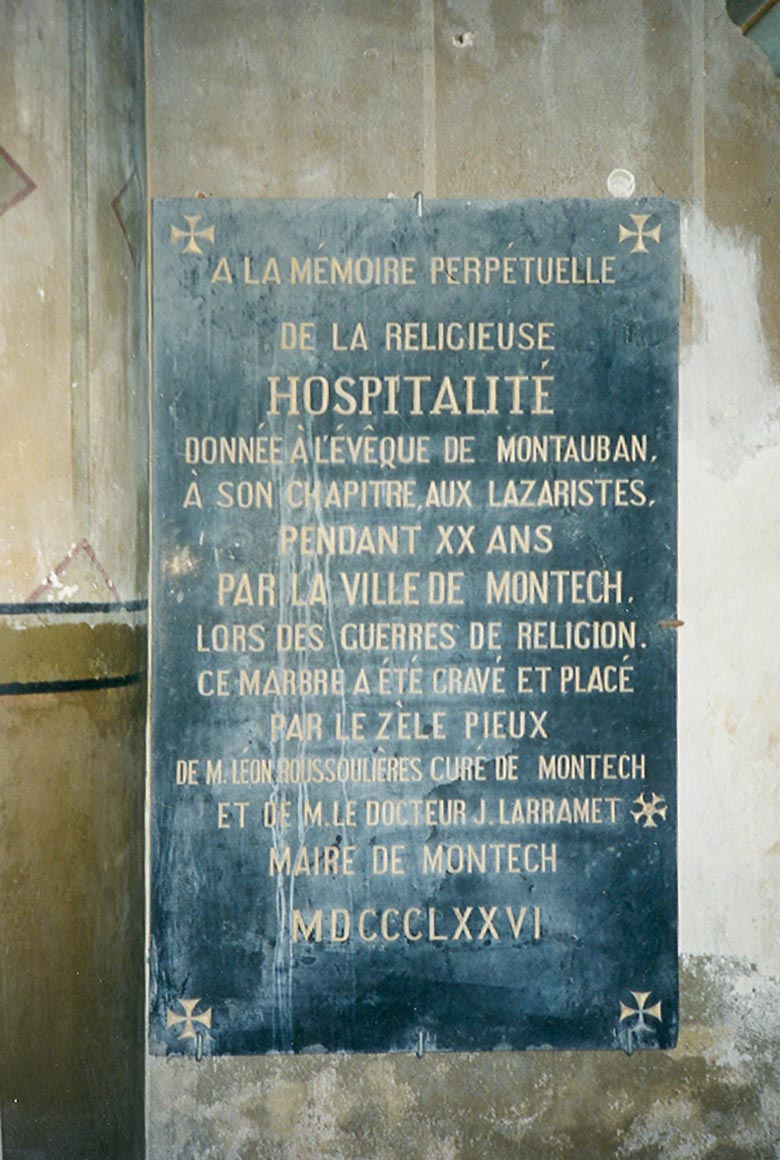 A LA MÉMOIRE PERPÉTUELLE
DE LA RELIGIEUSE
HOSPITALITÉ
DONNÉE À L'ÉVÊQUE DE MONTAUBAN,
À SON CHAPITRE, AUX LAZARISTES,
PENDANT XX ANS
PAR LA VILLE DE MONTECH,
LORS DES GUERRES DE RELIGION.
CE MARBRE A ÉTÉ GRAVÉ ET PLACÉ
PAR LE ZÈLE PIEUX
DE M. LÉON ROUSSOULIÈRES CURÉ DE MONTECH
ET DE M. LE DOCTEUR J. LARRAMET
MAIRE DE MONTECH
MDCCCLXXVI